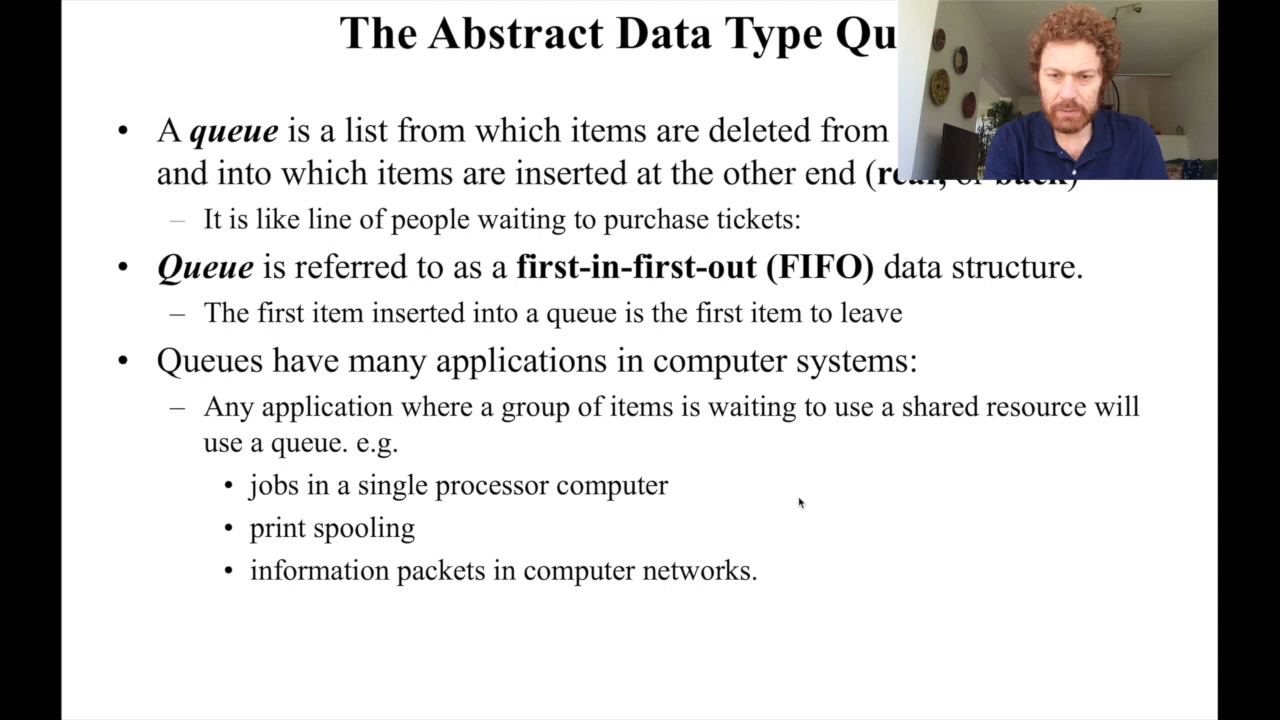 The Abstract Data Type Qu
• A queue is a list from which items are deleted from
and into which items are inserted at the other end (rear, or back)
– It is like line of people waiting to purchase tickets:
• Queue is referred to as a first-in-first-out (FIFO) data structure.
– The first item inserted into a queue is the first item to leave
• Queues have many applications in computer systems:
– Any application where a group of items is waiting to use a shared resource will
use a queue. e.g.
• jobs in a single processor computer
• print spooling
• information packets in computer networks.